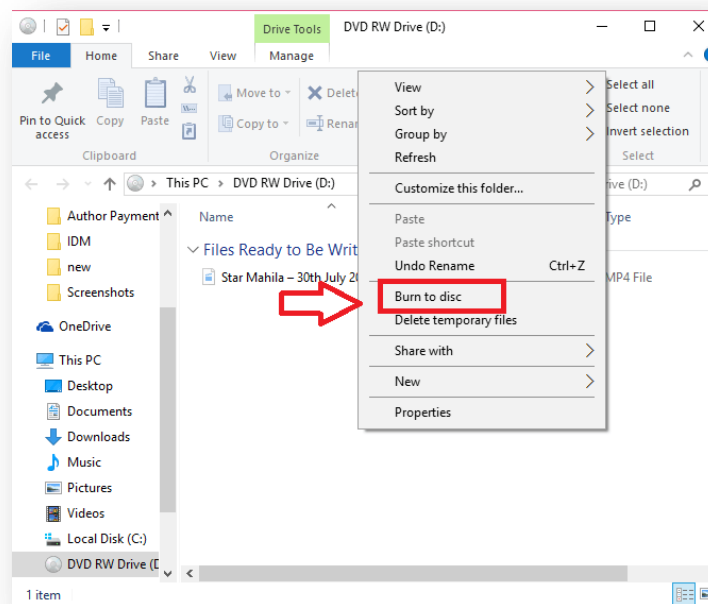 Drive Tools
DVD RW Drive (D:)
File
Home
Share
View
Manage
Pin to Quick access
Copy
Paste
Move to
Copy to
Delete
Clipboard
Organize
Select all
Select none
Invert selection
Select
This PC > DVD RW Drive (D:)
(D:)
Author Payment
IDM
new
Screenshots
OneDrive
This PC
Desktop
Documents
Downloads
Music
Pictures
Videos
Local Disk (C:)
DVD RW Drive
Name
Type
Files Ready to Be
Star Mahila – 30th July
MP4 File
View
Sort by
Group by
Refresh
Customize this folder...
Paste
Paste shortcut
Undo Rename Ctrl+Z
Burn to disc
Delete temporary files
Share with
New
Properties
1 item